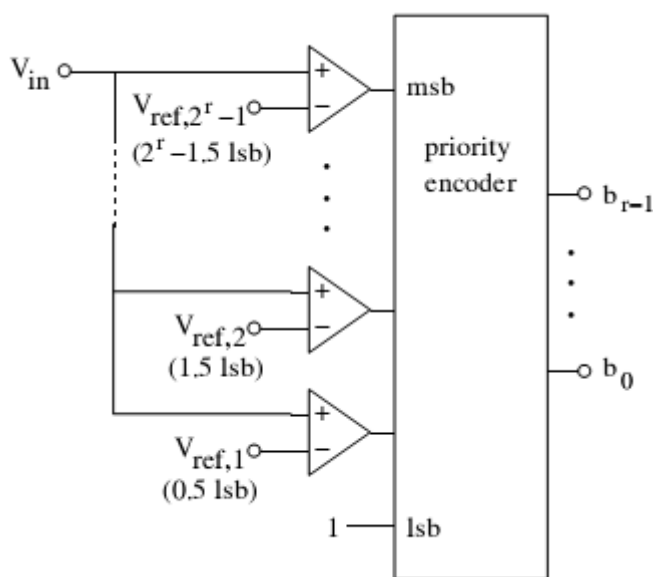 V_in
+
−
msb
V_ref,2^r−1
(2^r−1,5 lsb)
priority
encoder
b_r−1
+
−
V_ref,2
(1,5 lsb)
b_0
+
−
V_ref,1
(0,5 lsb)
1
lsb